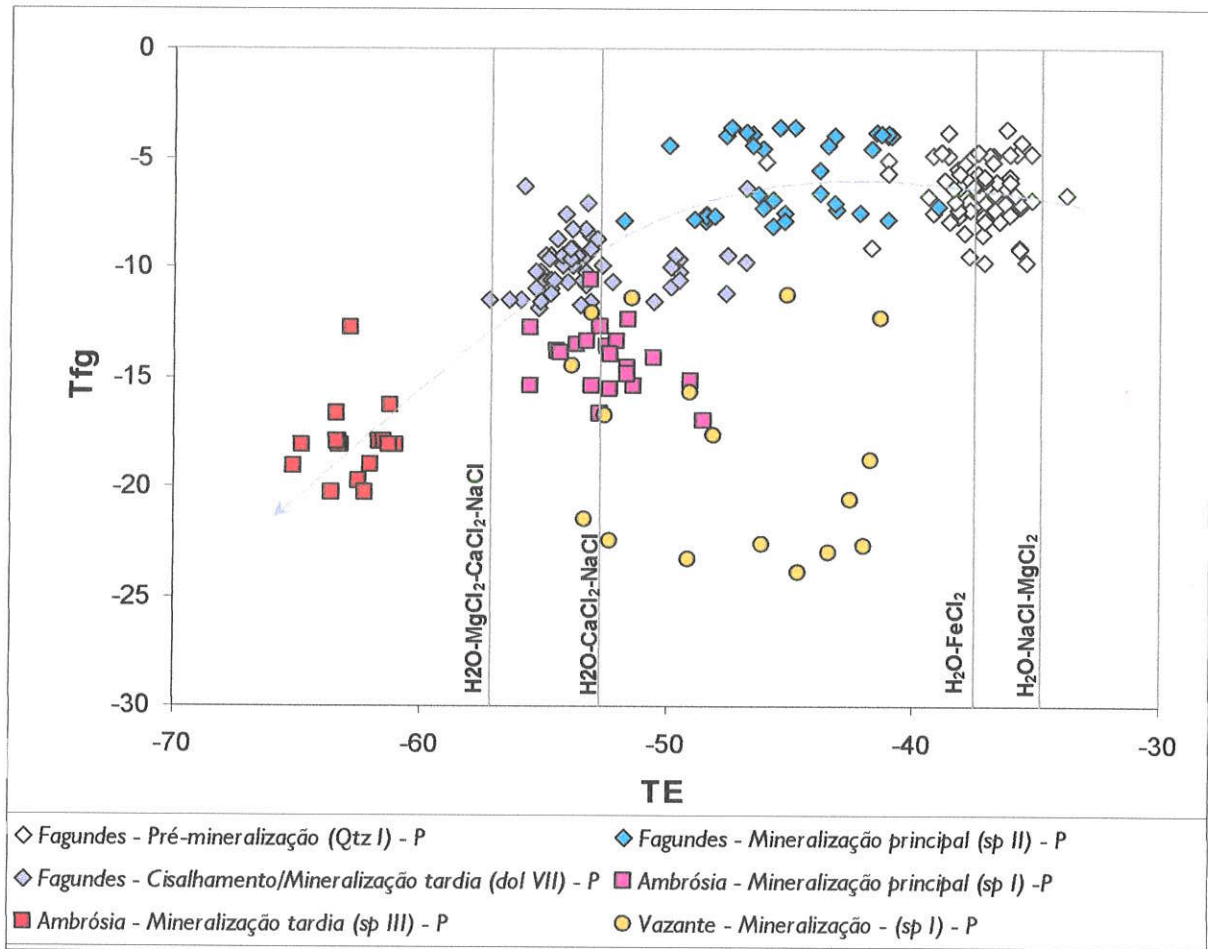 0
-5
-10
-15
-20
-25
-30
Tfg
-70
-60
-50
-40
-30
TE
H2O-MgCl₂-CaCl₂-NaCl
H₂O-CaCl₂-NaCl
H₂O-FeCl₂
H₂O-NaCl-MgCl₂
Fagundes - Pré-mineralização (Qtz I) - P
Fagundes - Mineralização principal (sp II) - P
Fagundes - Cisalhamento/Mineralização tardia (dol VII) - P
Ambrósia - Mineralização principal (sp I) -P
Ambrósia - Mineralização tardia (sp III) - P
Vazante - Mineralização - (sp I) - P